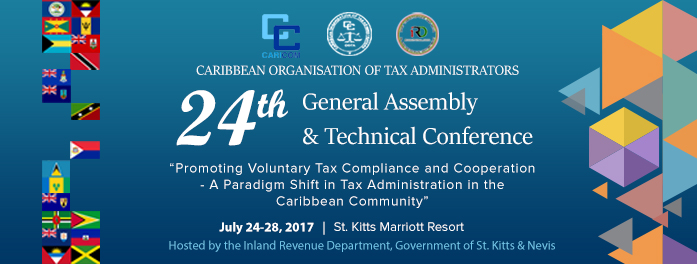 CARICOM
CARIBBEAN ORGANISATION OF TAX ADMINISTRATORS
24th General Assembly
& Technical Conference
“Promoting Voluntary Tax Compliance and Cooperation
- A Paradigm Shift in Tax Administration in the
Caribbean Community”
July 24-28, 2017 | St. Kitts Marriott Resort
Hosted by the Inland Revenue Department, Government of St. Kitts & Nevis